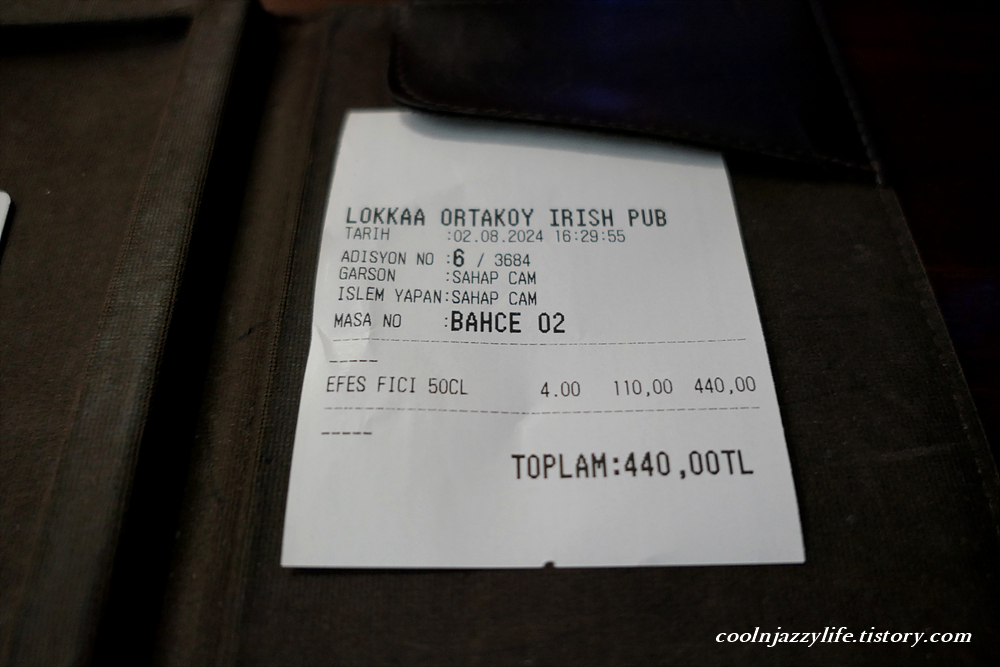 LOKKAA ORTAKOY IRISH PUB
TARIH :02.08.2024 16:29:55
ADISYON NO :6 / 3684
GARSON :SAHAP CAM
ISLEM YAPAN:SAHAP CAM
MASA NO :BAHCE 02
EFES FICI 50CL 4.00 110,00 440,00
TOPLAM:440,00TL
coolnjazzylife.tistory.com